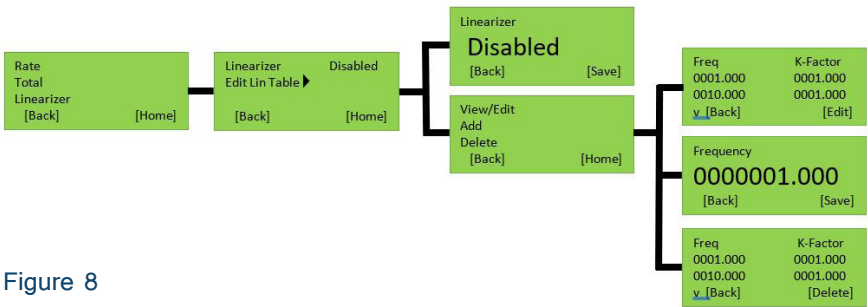 Rate
Total
Linearizer
[Back] [Home]
Linearizer Disabled
Edit Lin Table
[Back] [Home]
Linearizer
Disabled
[Back] [Save]
View/Edit
Add
Delete
[Back] [Home]
Freq K-Factor
0001.000 0001.000
0010.000 0001.000
v [Back] [Edit]
Frequency
0000001.000
[Back] [Save]
Freq K-Factor
0001.000 0001.000
0010.000 0001.000
v [Back] [Delete]
Figure 8